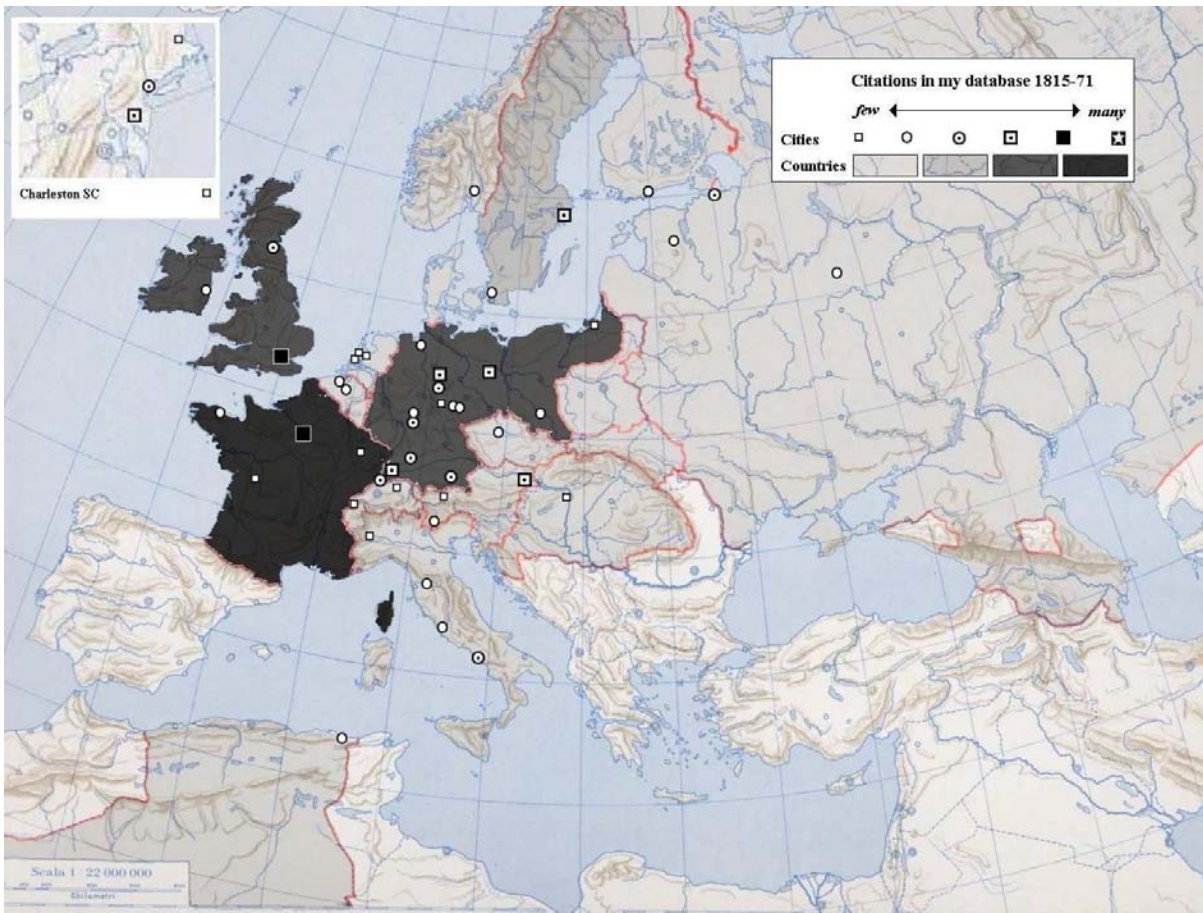 Charleston SC
Citations in my database 1815-71
few many
Cities
Countries
Scala 1 : 22 000 000
Chilometri